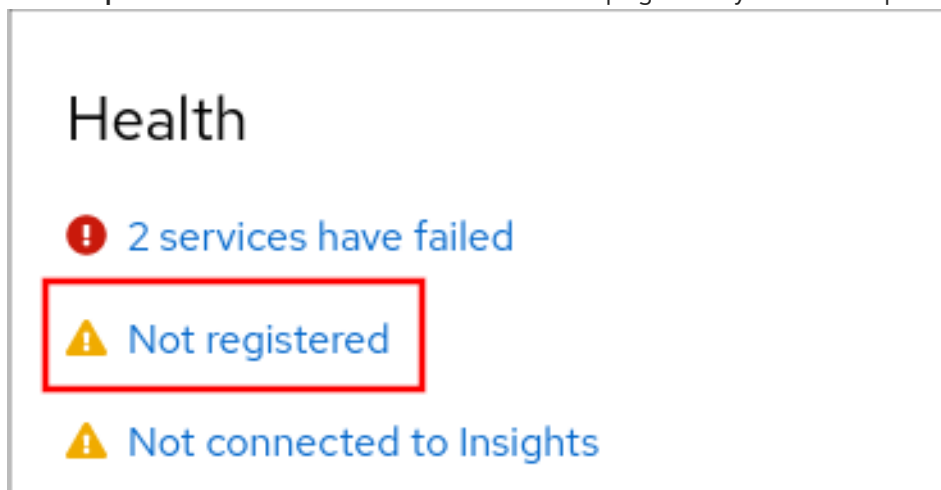 Health
2 services have failed
Not registered
Not connected to Insights